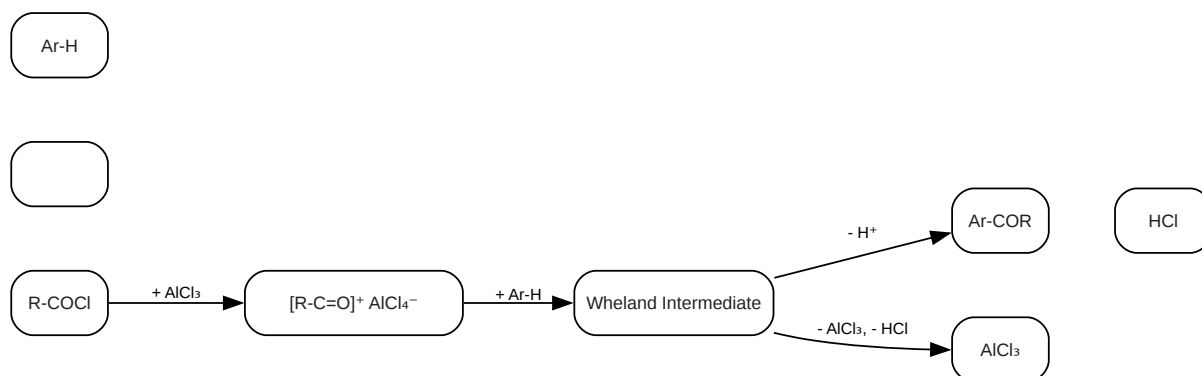 Ar-H
- H⁺
Ar-COR
HCl
R-COCl
+ AlCl₃
[R-C=O]⁺ AlCl₄⁻
+ Ar-H
Wheland Intermediate
- AlCl₃, - HCl
AlCl₃